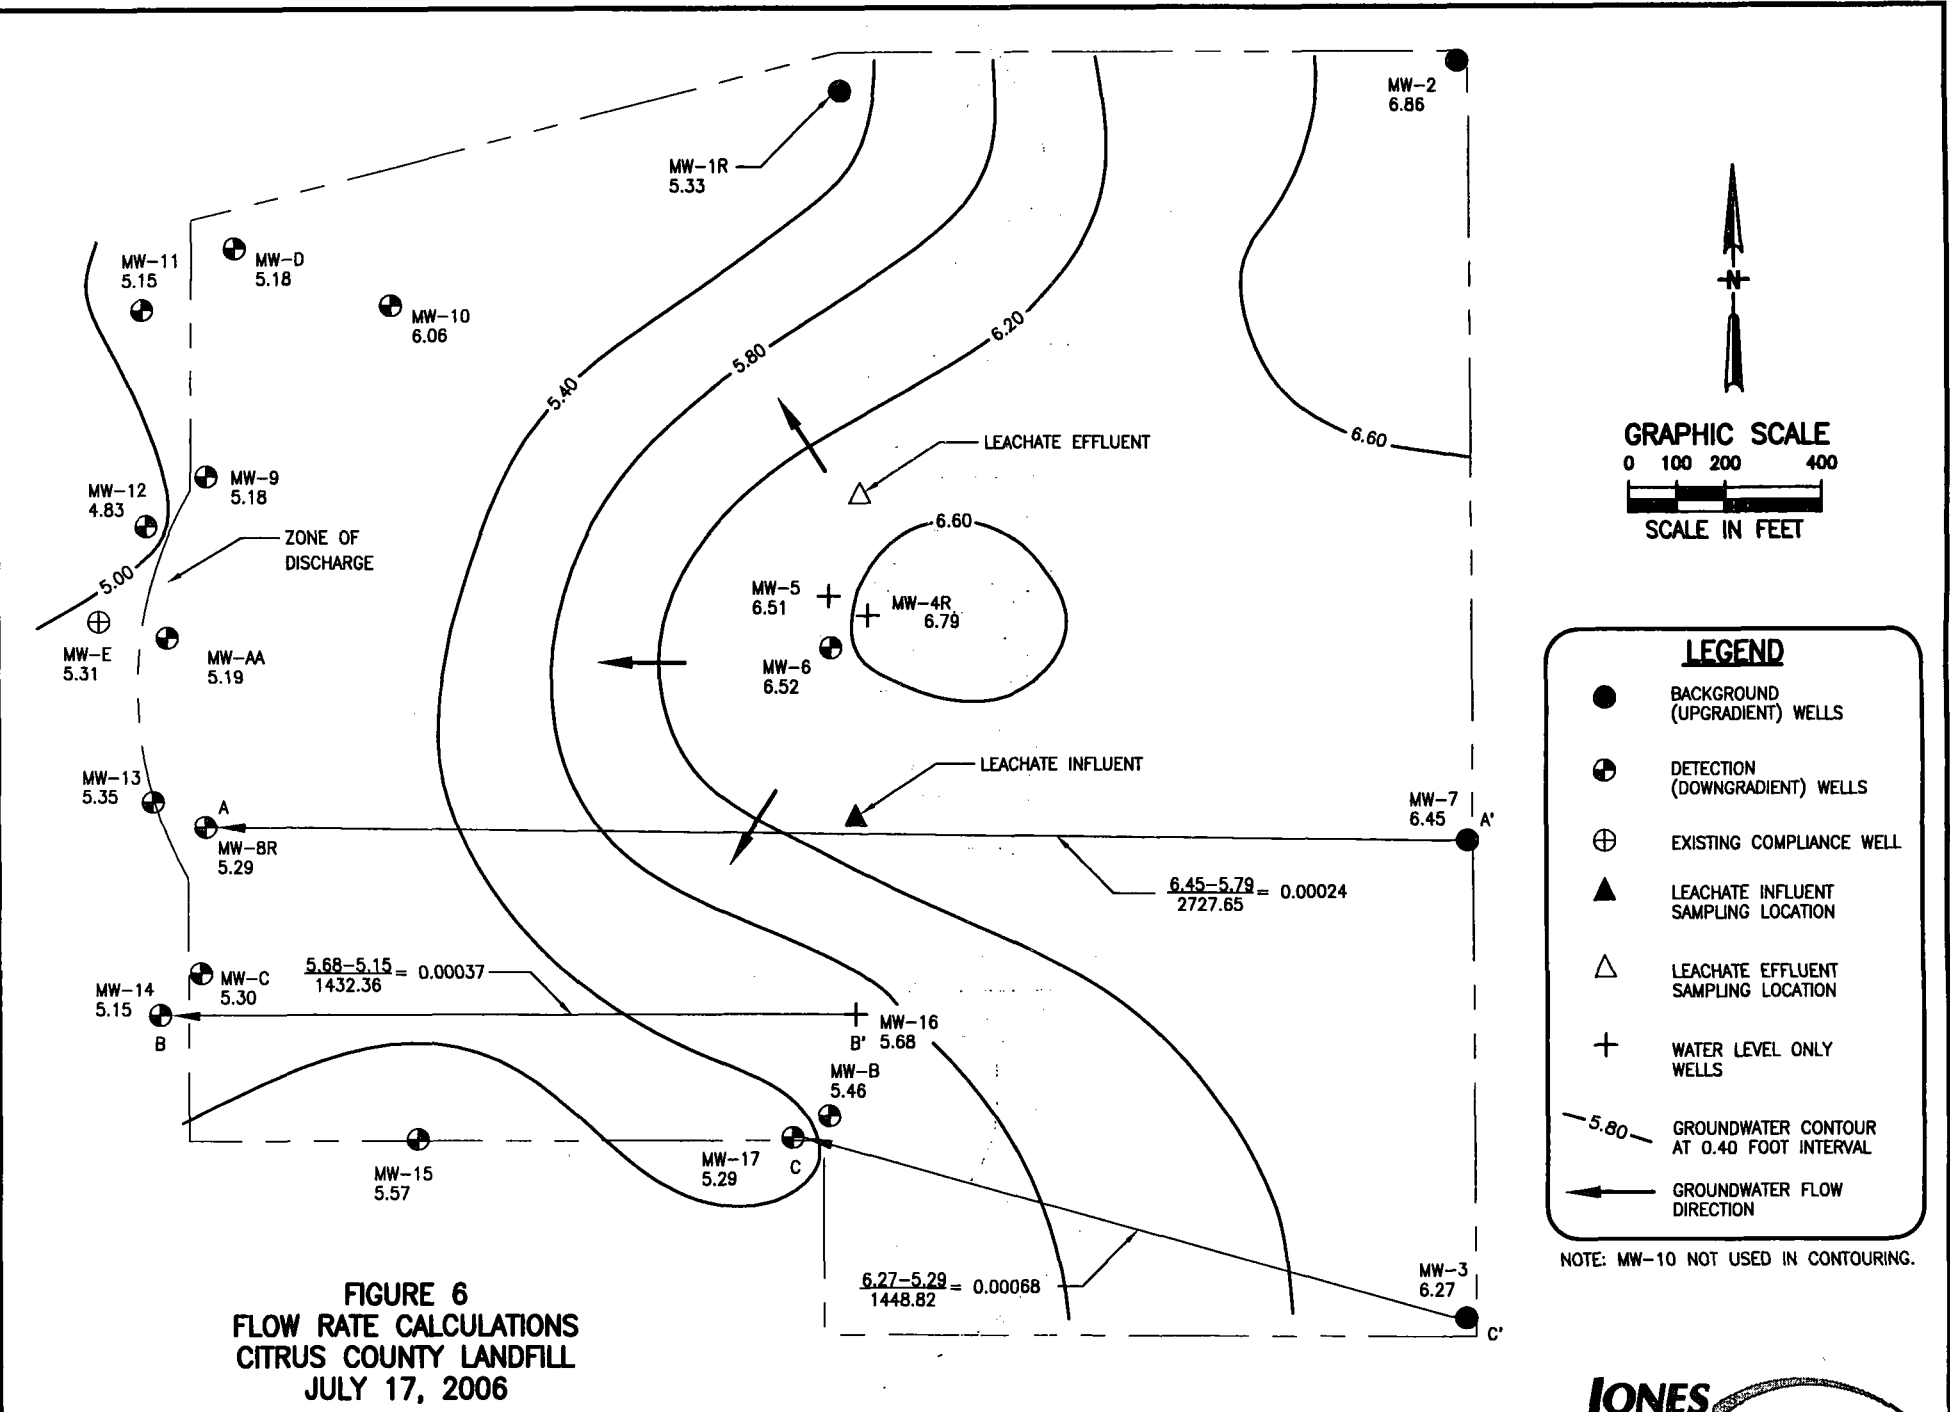 MW-2
6.86
MW-1R
5.33
MW-11
5.15
MW-D
5.18
MW-10
6.06
5.40
5.80
6.20
6.60
N
GRAPHIC SCALE
0 100 200 400
SCALE IN FEET
LEACHATE EFFLUENT
MW-12
4.83
MW-9
5.18
ZONE OF
DISCHARGE
5.00
6.60
MW-5
6.51
MW-4R
6.79
MW-6
6.52
MW-E
5.31
MW-AA
5.19
LEACHATE INFLUENT
MW-13
5.35
A
MW-8R
5.29
MW-7
6.45
A'
6.45-5.79 = 0.00024
2727.65
5.68-5.15 = 0.00037
1432.36
MW-C
5.30
MW-14
5.15
B
B'
MW-16
5.68
MW-B
5.46
MW-15
5.57
MW-17
5.29
C
6.27-5.29 = 0.00068
1448.82
MW-3
6.27
C'
LEGEND
BACKGROUND
(UPGRADIENT) WELLS
DETECTION
(DOWNGRADIENT) WELLS
EXISTING COMPLIANCE WELL
LEACHATE INFLUENT
SAMPLING LOCATION
LEACHATE EFFLUENT
SAMPLING LOCATION
WATER LEVEL ONLY
WELLS
5.80
GROUNDWATER CONTOUR
AT 0.40 FOOT INTERVAL
GROUNDWATER FLOW
DIRECTION
NOTE: MW-10 NOT USED IN CONTOURING.
FIGURE 6
FLOW RATE CALCULATIONS
CITRUS COUNTY LANDFILL
JULY 17, 2006
JONES